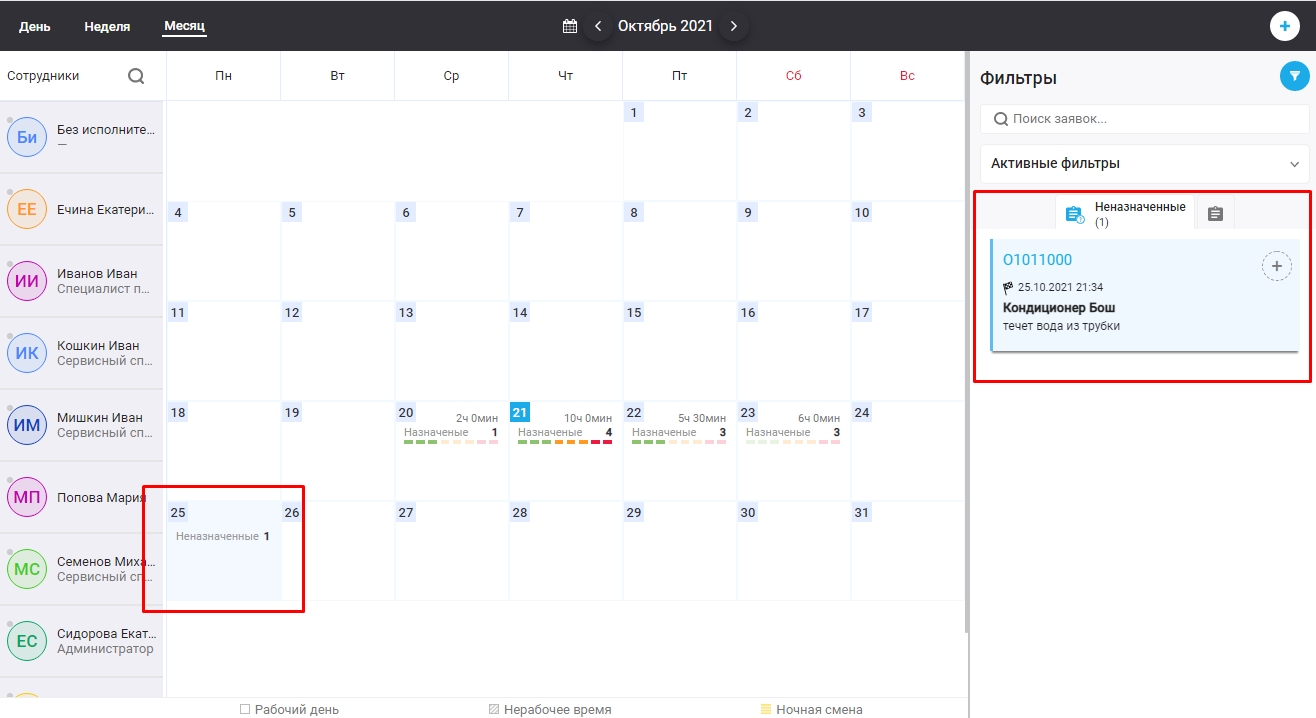 День Неделя Месяц Октябрь 2021
Сотрудники Пн Вт Ср Чт Пт Сб Вс
Би Без исполните...
—
ЕЕ Ечина Екатери...
ИИ Иванов Иван
Специалист п...
ИК Кошкин Иван
Сервисный сп...
ИМ Мишкин Иван
Сервисный сп...
МП Попова Мария
МС Семенов Миха...
Сервисный сп...
ЕС Сидорова Екат...
Администратор
1 2 3
4 5 6 7 8 9 10
11 12 13 14 15 16 17
18 19 20 21 22 23 24
2ч 0мин 10ч 0мин 5ч 30мин 6ч 0мин
Назначеные 1 Назначеные 4 Назначеные 3 Назначеные 3
25 26 27 28 29 30 31
Неназначенные 1
Рабочий день Нерабочее время Ночная смена
Фильтры
Поиск заявок...
Активные фильтры
Неназначенные
(1)
O1011000
25.10.2021 21:34
Кондиционер Бош
течет вода из трубки